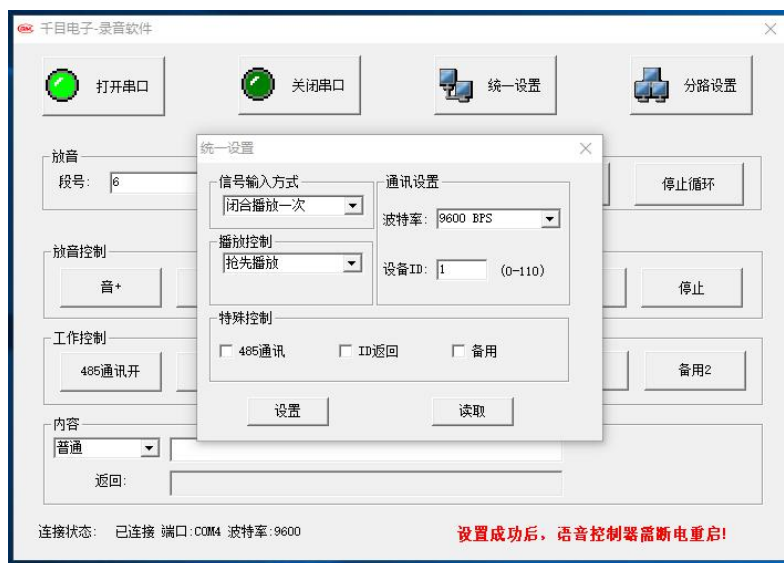 千目电子-录音软件
打开串口
关闭串口
统一设置
分路设置
放音
段号: 6
停止循环
统一设置
信号输入方式
闭合播放一次
通讯设置
波特率: 9600 BPS
播放控制
抢先播放
设备ID: 1 (0-110)
放音控制
音+
停止
特殊控制
485通讯
ID返回
备用
工作控制
485通讯开
备用2
设置
读取
内容
普通
返回:
连接状态: 已连接 端口:COM4 波特率:9600
设置成功后，语音控制器需断电重启!